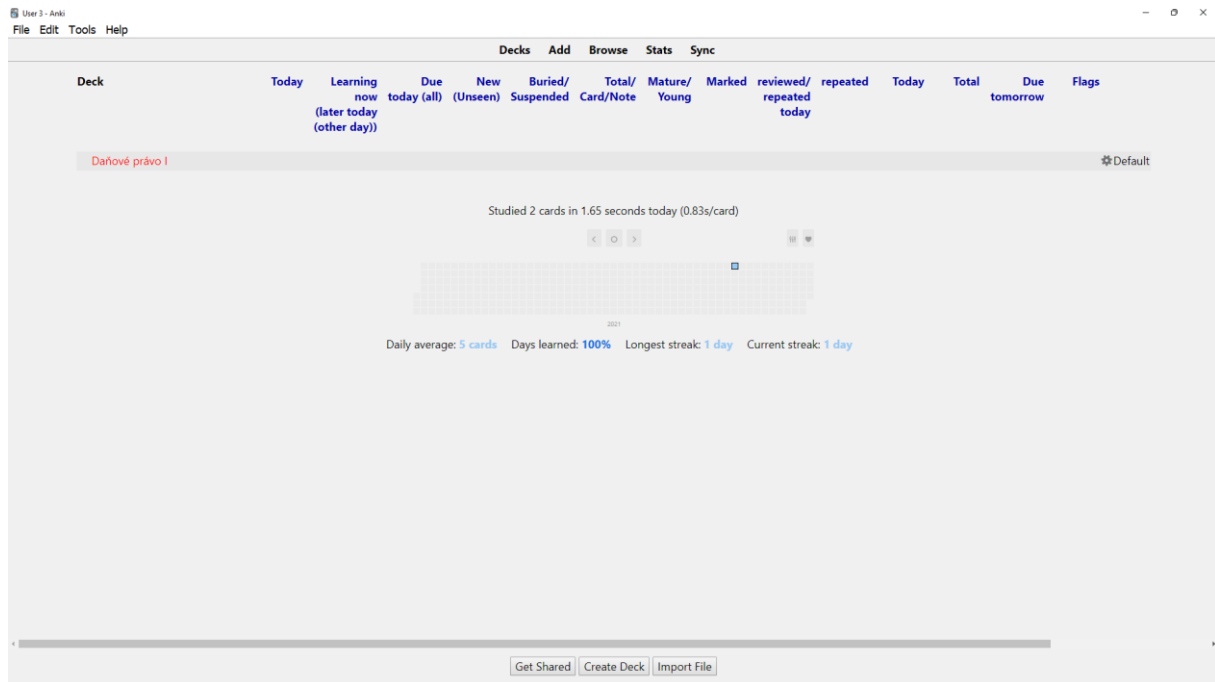 User 3 - Anki
File Edit Tools Help
Decks Add Browse Stats Sync
Deck Today Learning now (later today (other day)) Due today (all) New (Unseen) Buried/ Suspended Total/ Card/Note Mature/ Young Marked reviewed/ repeated today repeated Today Total Due tomorrow Flags
Daňové právo I Default
Studied 2 cards in 1.65 seconds today (0.83s/card)
2021
Daily average: 5 cards Days learned: 100% Longest streak: 1 day Current streak: 1 day
Get Shared Create Deck Import File